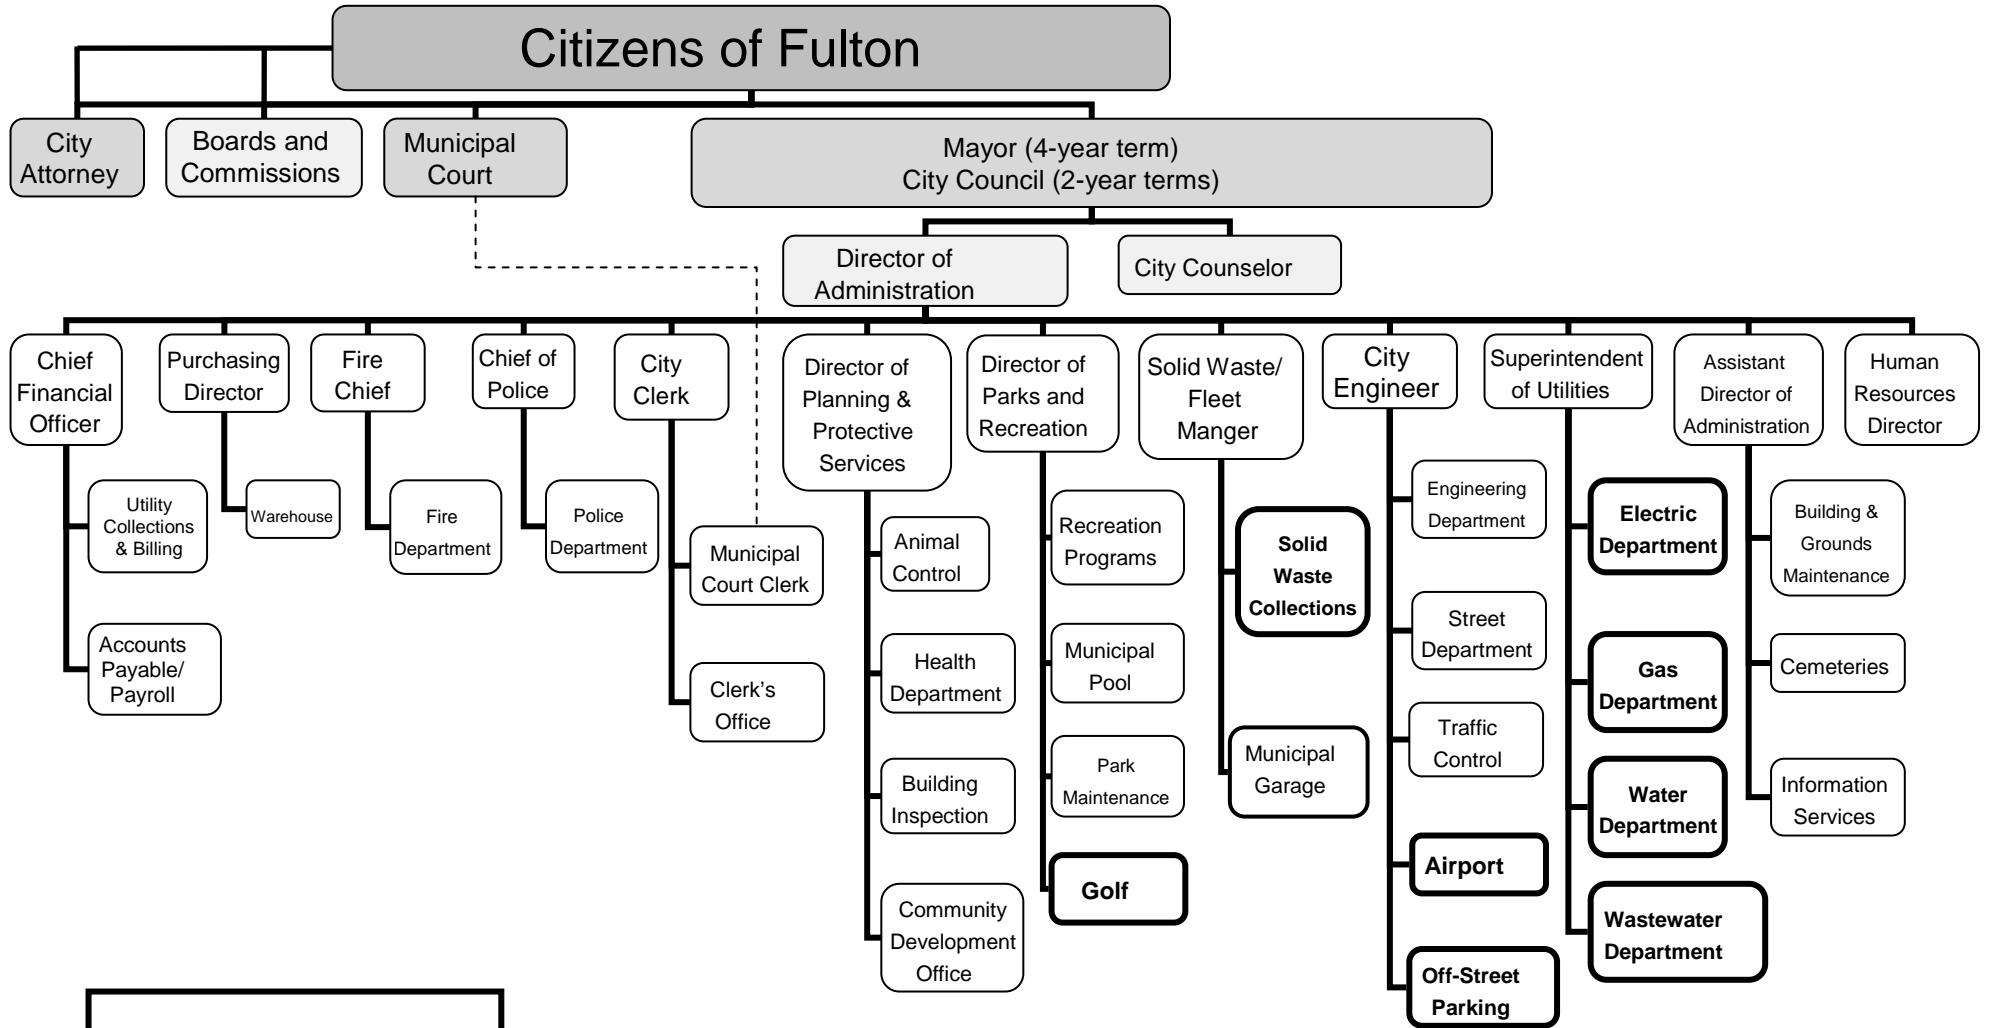 Citizens of Fulton
City
Attorney
Boards and
Commissions
Municipal
Court
Mayor (4-year term)
City Council (2-year terms)
Director of
Administration
City Counselor
Chief
Financial
Officer
Purchasing
Director
Fire
Chief
Chief of
Police
City
Clerk
Director of
Planning &
Protective
Services
Director of
Parks and
Recreation
Solid Waste/
Fleet
Manger
City
Engineer
Superintendent
of Utilities
Assistant
Director of
Administration
Human
Resources
Director
Utility
Collections
& Billing
Accounts
Payable/
Payroll
Warehouse
Fire
Department
Police
Department
Municipal
Court Clerk
Clerk’s
Office
Animal
Control
Health
Department
Building
Inspection
Community
Development
Office
Recreation
Programs
Municipal
Pool
Park
Maintenance
Golf
Solid
Waste
Collections
Municipal
Garage
Engineering
Department
Street
Department
Traffic
Control
Airport
Off-Street
Parking
Electric
Department
Gas
Department
Water
Department
Wastewater
Department
Building &
Grounds
Maintenance
Cemeteries
Information
Services